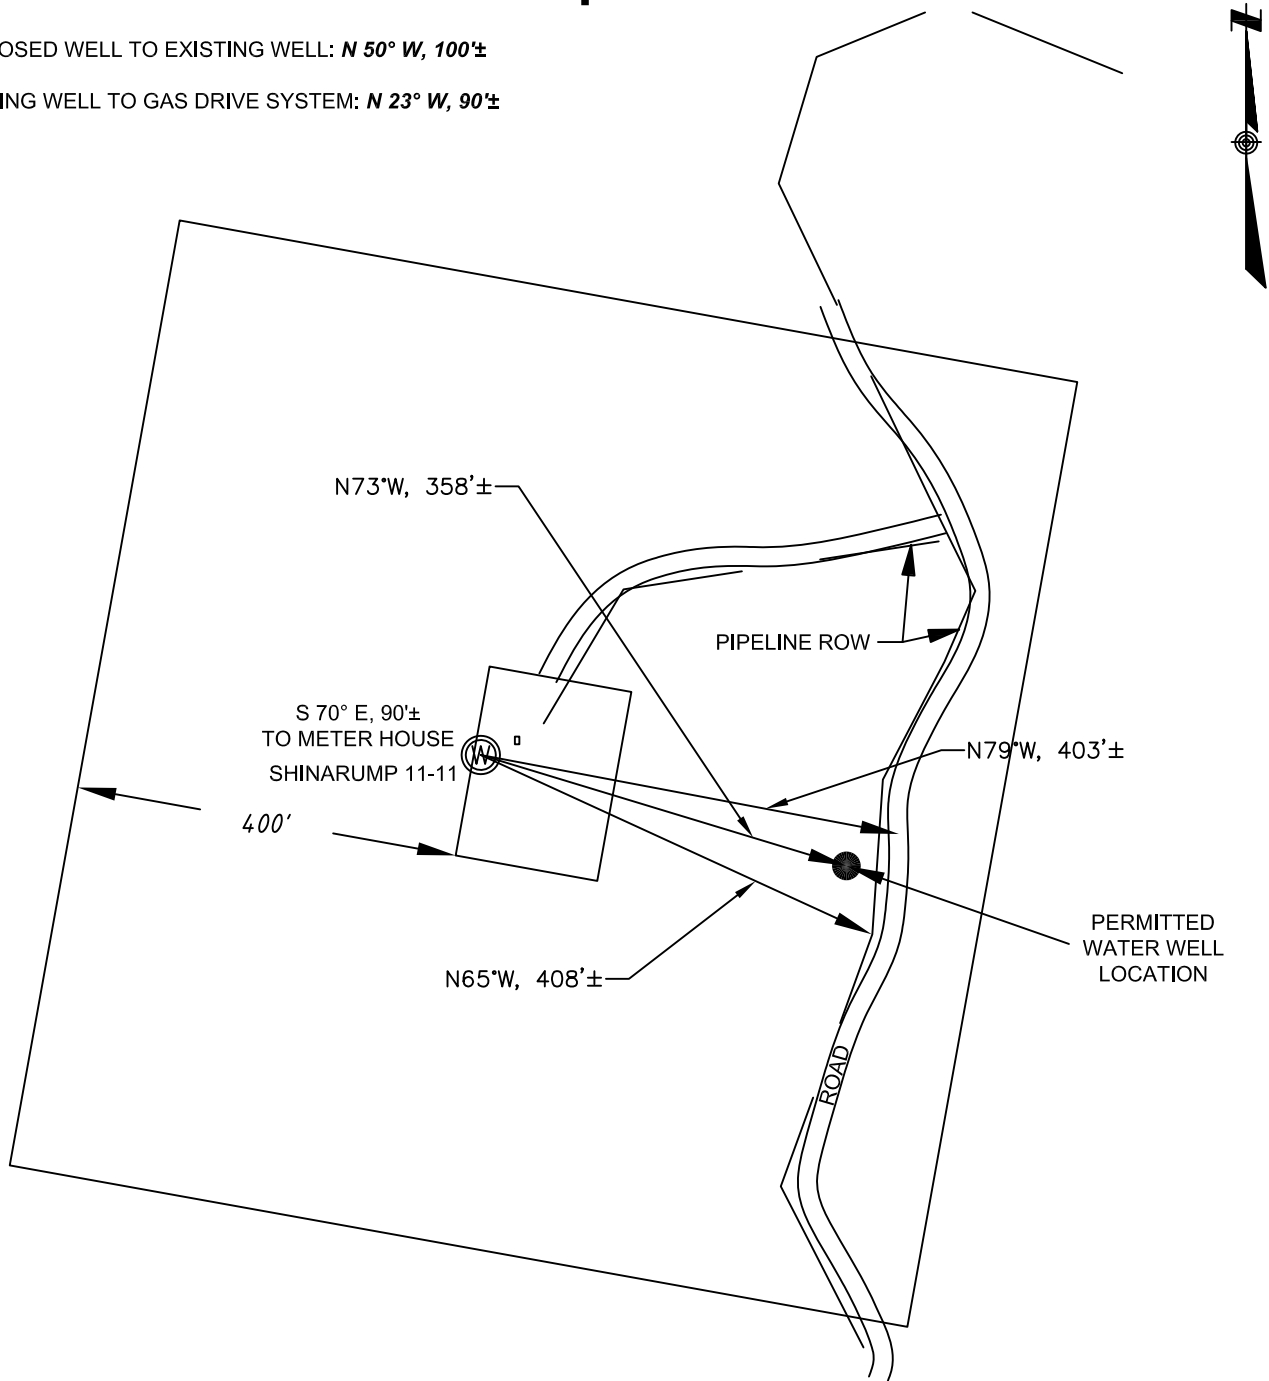 OSED WELL TO EXISTING WELL: N 50° W, 100'±
ING WELL TO GAS DRIVE SYSTEM: N 23° W, 90'±
N
N73°W, 358'±
PIPELINE ROW
S 70° E, 90'±
TO METER HOUSE
W
SHINARUMP 11-11
N79°W, 403'±
400'
PERMITTED
WATER WELL
LOCATION
N65°W, 408'±
ROAD